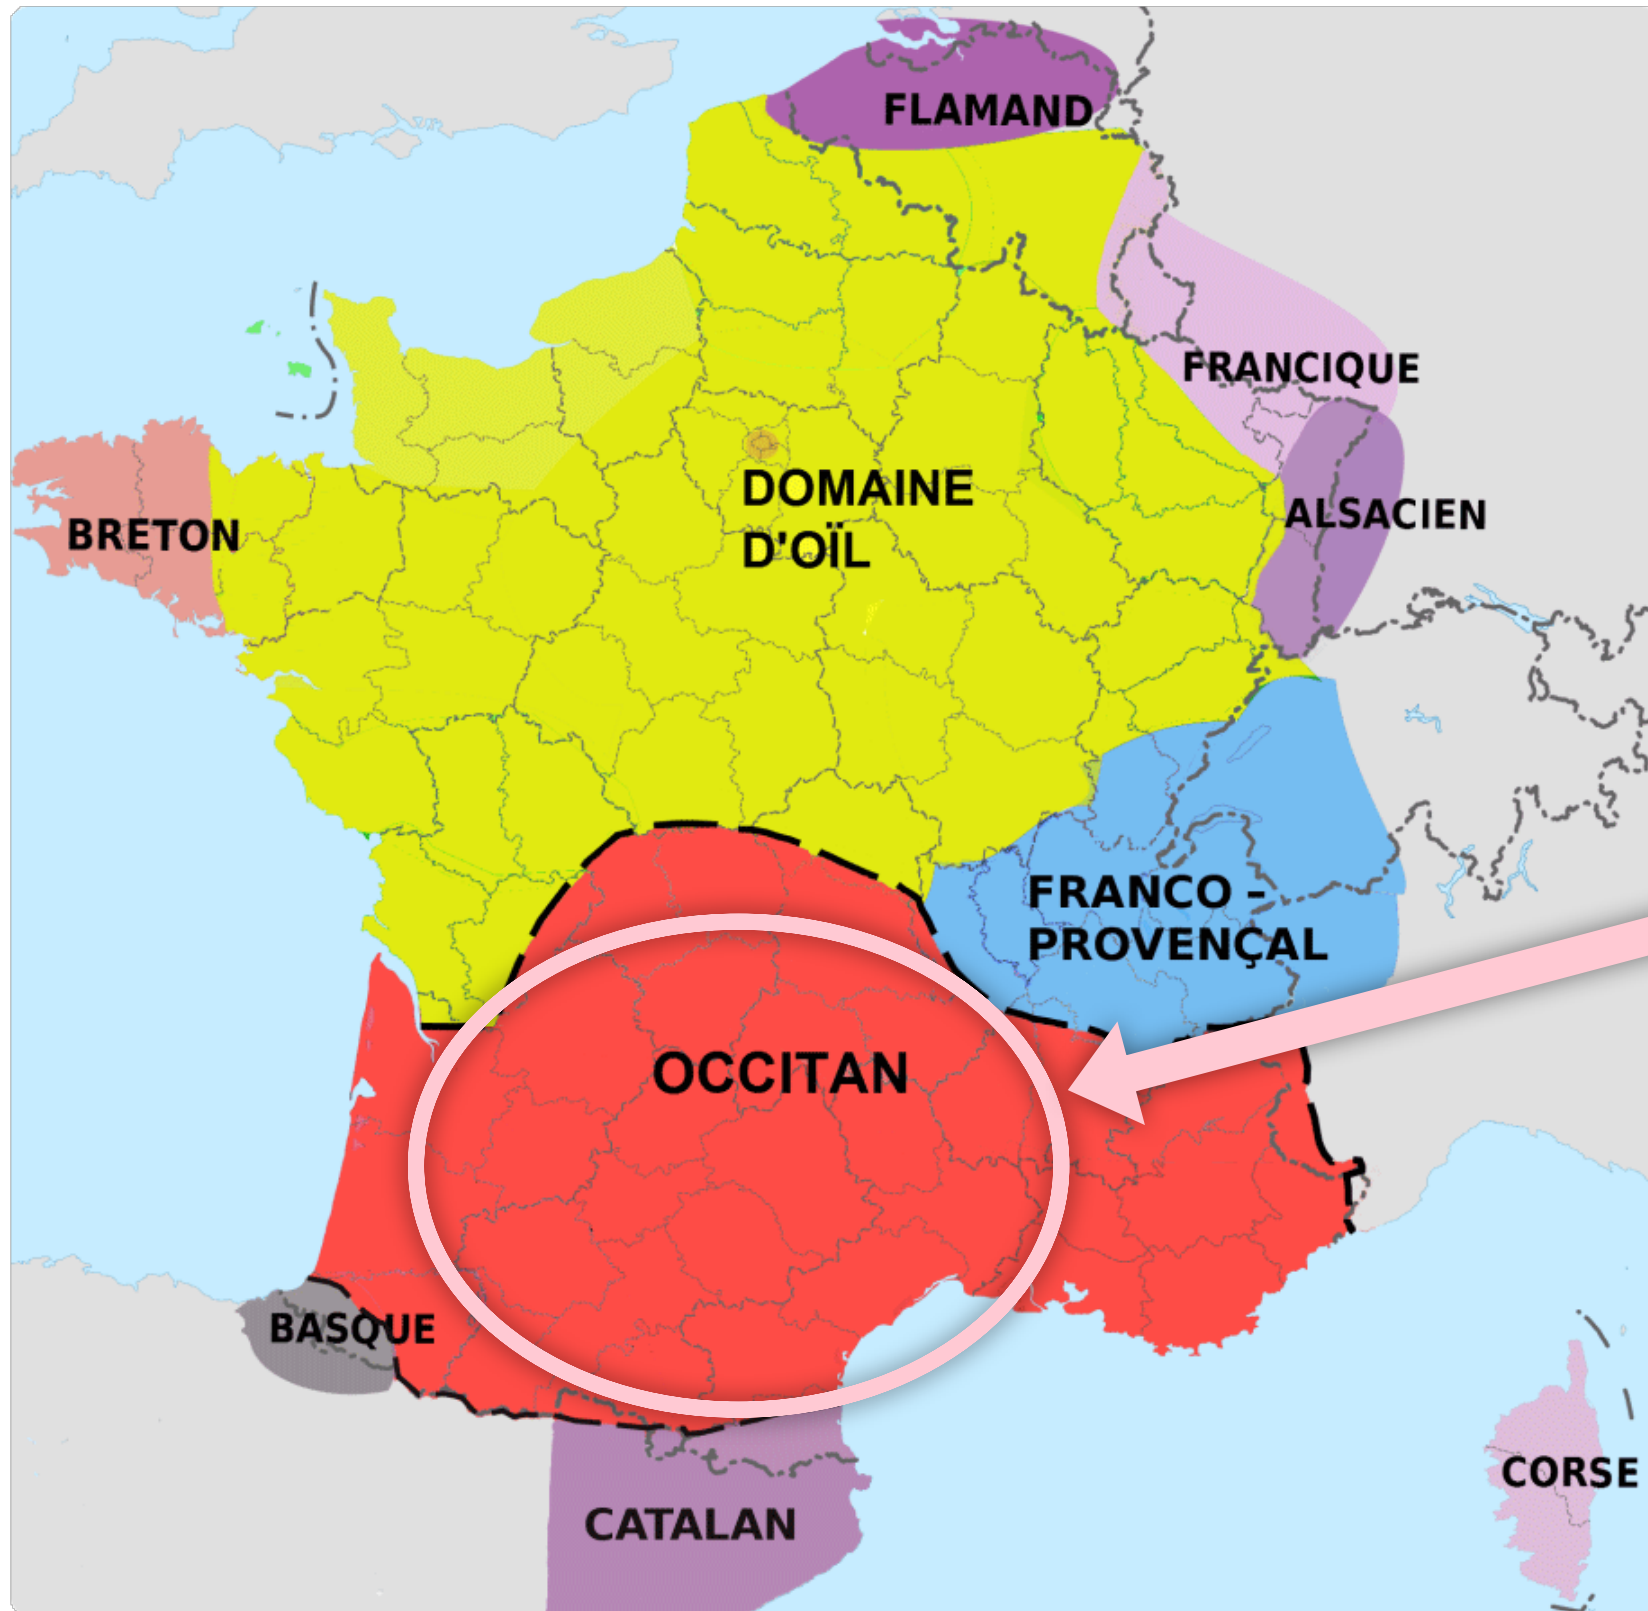 FLAMAND
FRANCIQUE
DOMAINE
D'OÏL
ALSACIEN
BRETON
FRANCO -
PROVENÇAL
OCCITAN
BASQUE
CORSE
CATALAN